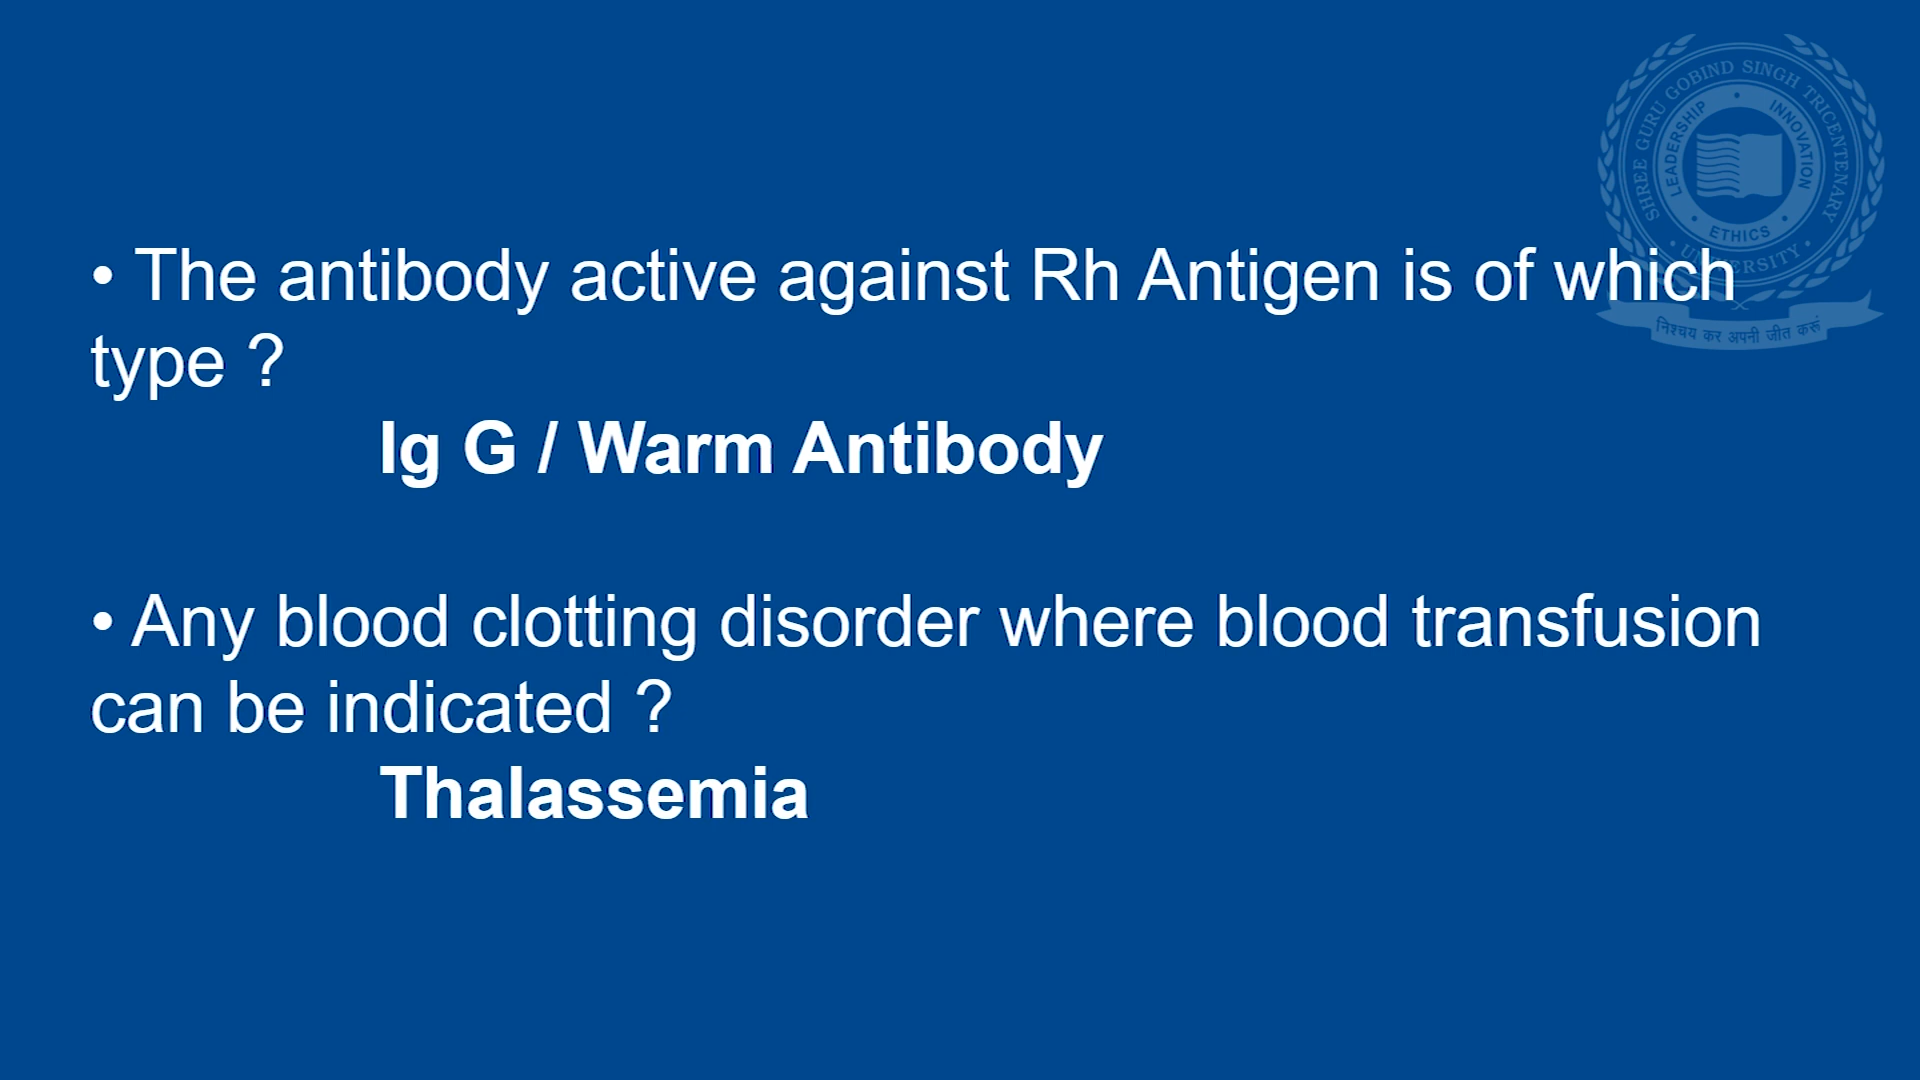 SHREE GURU GOBIND SINGH TRICENTENARY
UNIVERSITY
LEADERSHIP • INNOVATION • ETHICS •
निश्चय कर अपनी जीत करूं
• The antibody active against Rh Antigen is of which
type ?
Ig G / Warm Antibody
• Any blood clotting disorder where blood transfusion
can be indicated ?
Thalassemia